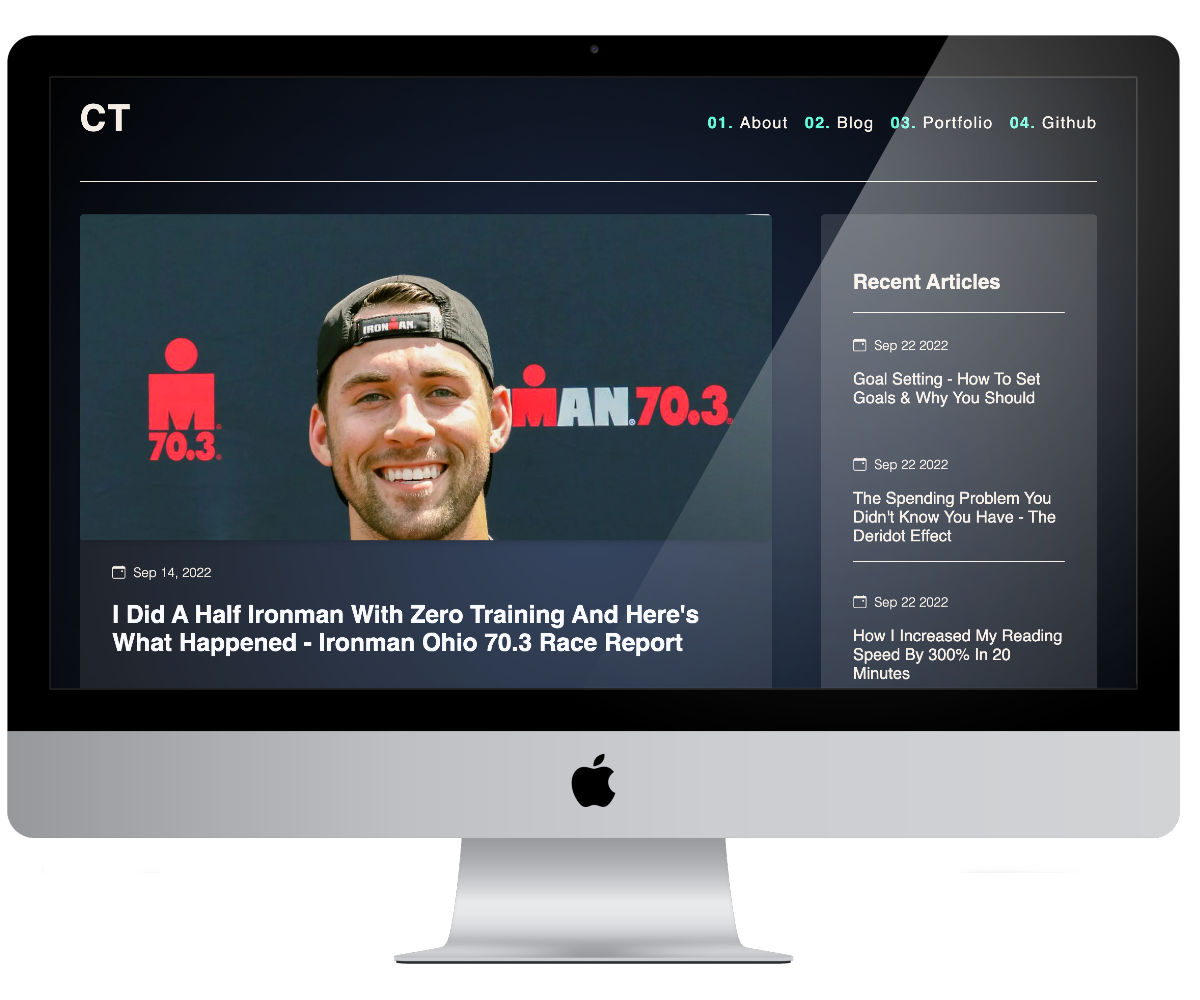 CT
01. About 02. Blog 03. Portfolio 04. Github
IRONMAN
70.3
MAN 70.3
Sep 14, 2022
I Did A Half Ironman With Zero Training And Here's
What Happened - Ironman Ohio 70.3 Race Report
Recent Articles
Sep 22 2022
Goal Setting - How To Set
Goals & Why You Should
Sep 22 2022
The Spending Problem You
Didn't Know You Have - The
Deridot Effect
Sep 22 2022
How I Increased My Reading
Speed By 300% In 20
Minutes